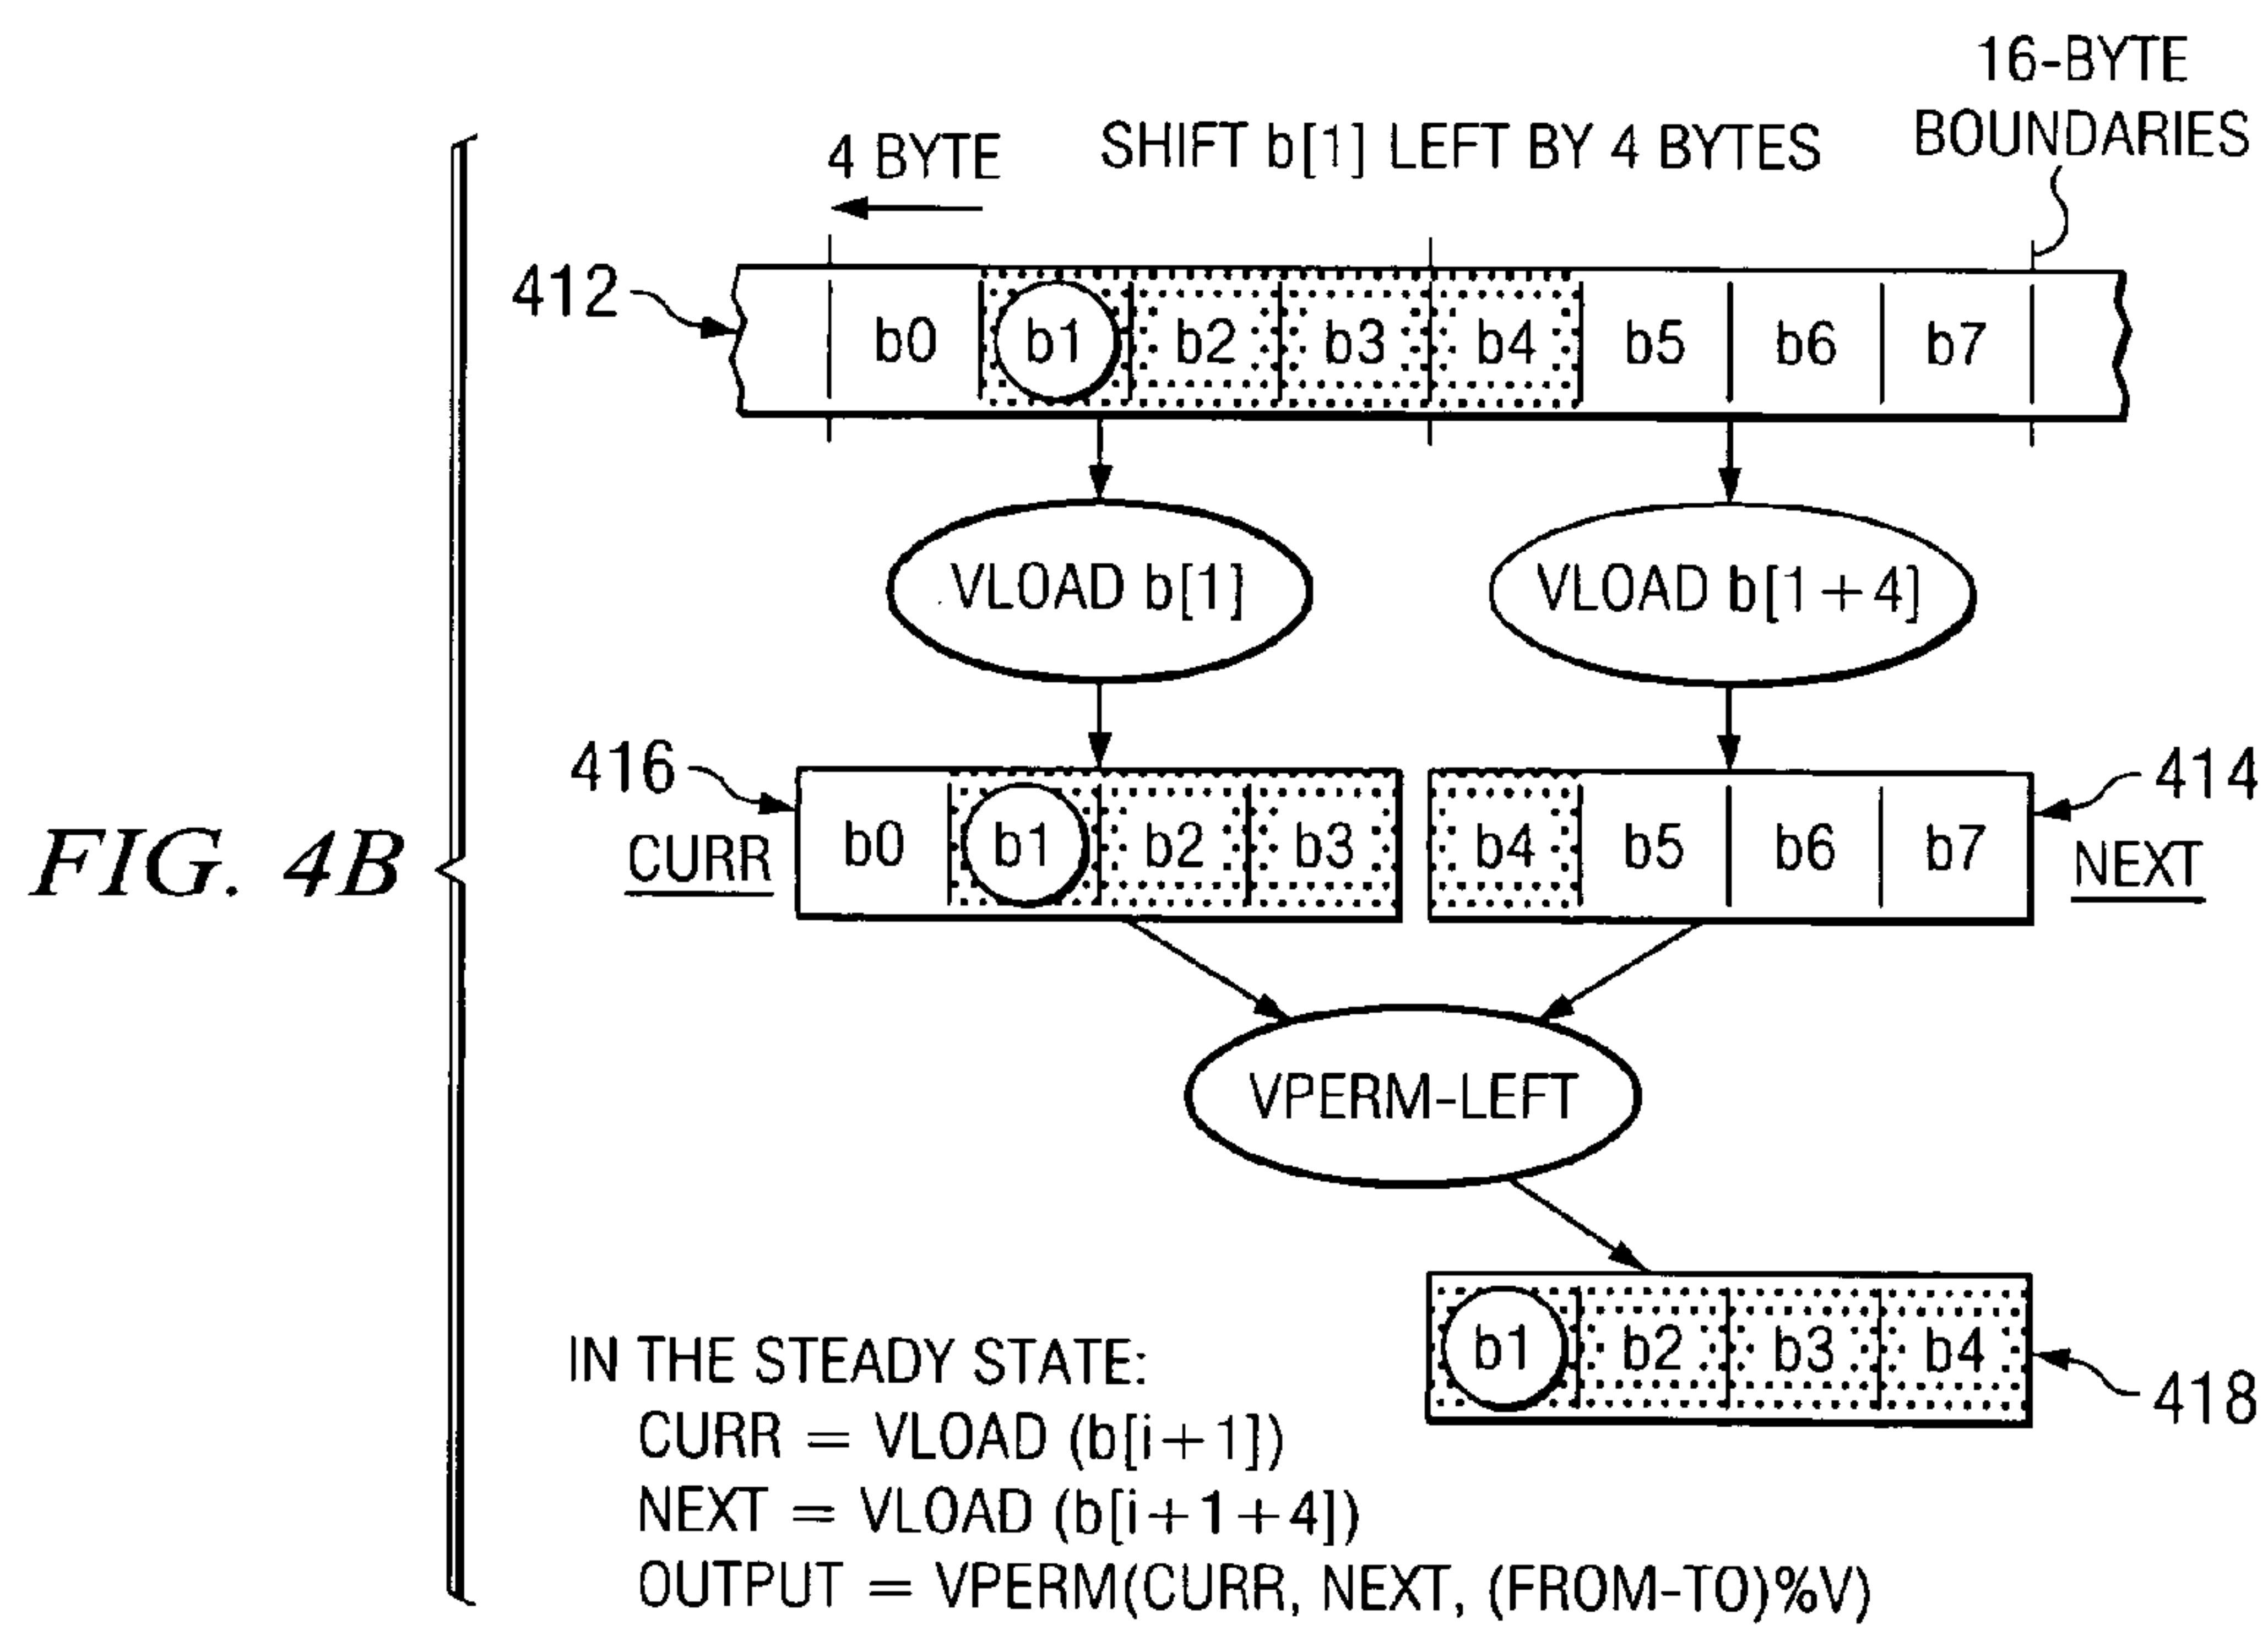 16-BYTE
BOUNDARIES
4 BYTE
SHIFT b[1] LEFT BY 4 BYTES
412
b0 b1 b2 b3 b4 b5 b6 b7
VLOAD b[1]
VLOAD b[1+4]
416
414
CURR
b0 b1 b2 b3
b4 b5 b6 b7
NEXT
FIG. 4B
VPERM-LEFT
b1 b2 b3 b4
418
IN THE STEADY STATE:
CURR = VLOAD (b[i+1])
NEXT = VLOAD (b[i+1+4])
OUTPUT = VPERM(CURR, NEXT, (FROM-TO)%V)